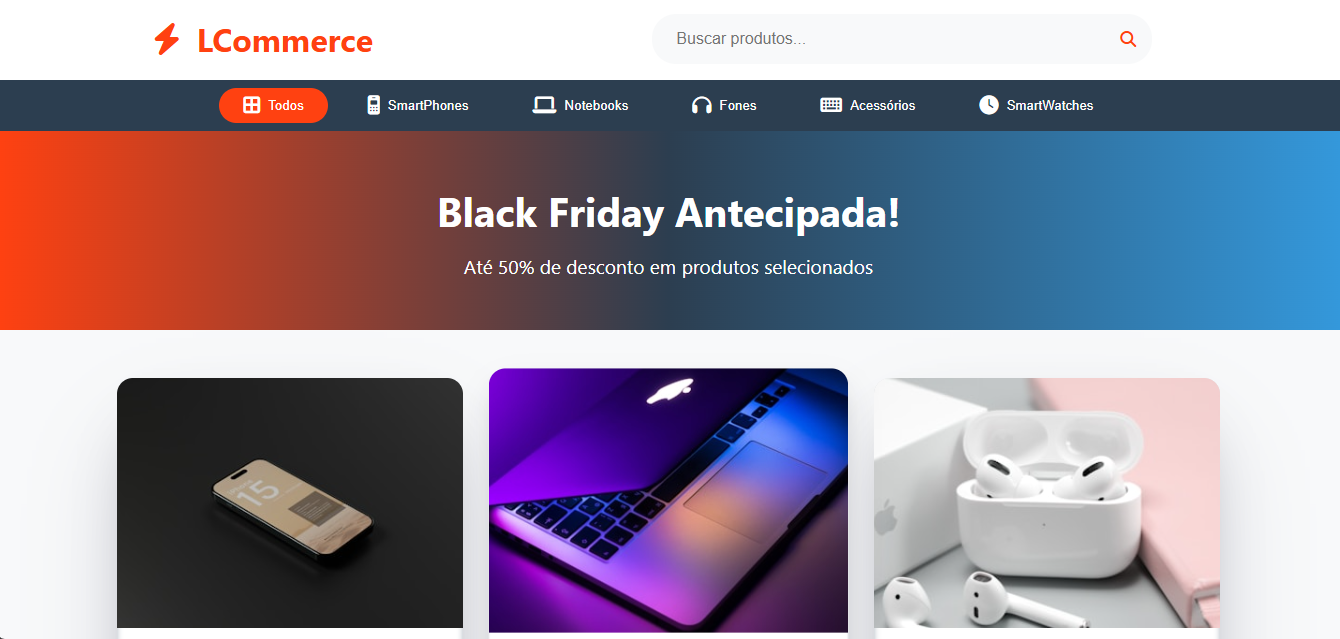 LCommerce
Buscar produtos...
Todos SmartPhones Notebooks Fones Acessórios SmartWatches
Black Friday Antecipada!
Até 50% de desconto em produtos selecionados
15